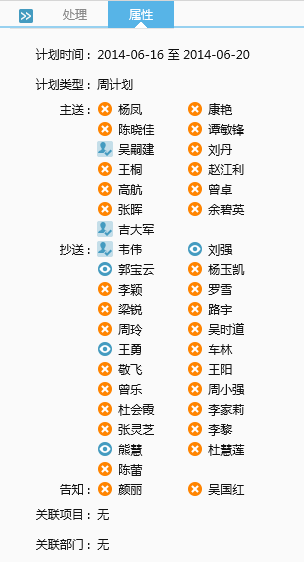 处理 属性
计划时间： 2014-06-16 至 2014-06-20
计划类型： 周计划
主送： 杨凤 康艳
陈晓佳 谭敏锋
吴嗣建 刘丹
王桐 赵江利
高航 曾卓
张晖 余碧英
吉大军
抄送： 韦伟 刘强
郭宝云 杨玉凯
李颖 罗雪
梁锐 路宇
周玲 吴时道
王勇 车林
敬飞 王阳
曾乐 周小强
杜会霞 李家莉
张灵芝 李黎
熊慧 杜慧莲
陈蕾
告知： 颜丽 吴国红
关联项目： 无
关联部门： 无